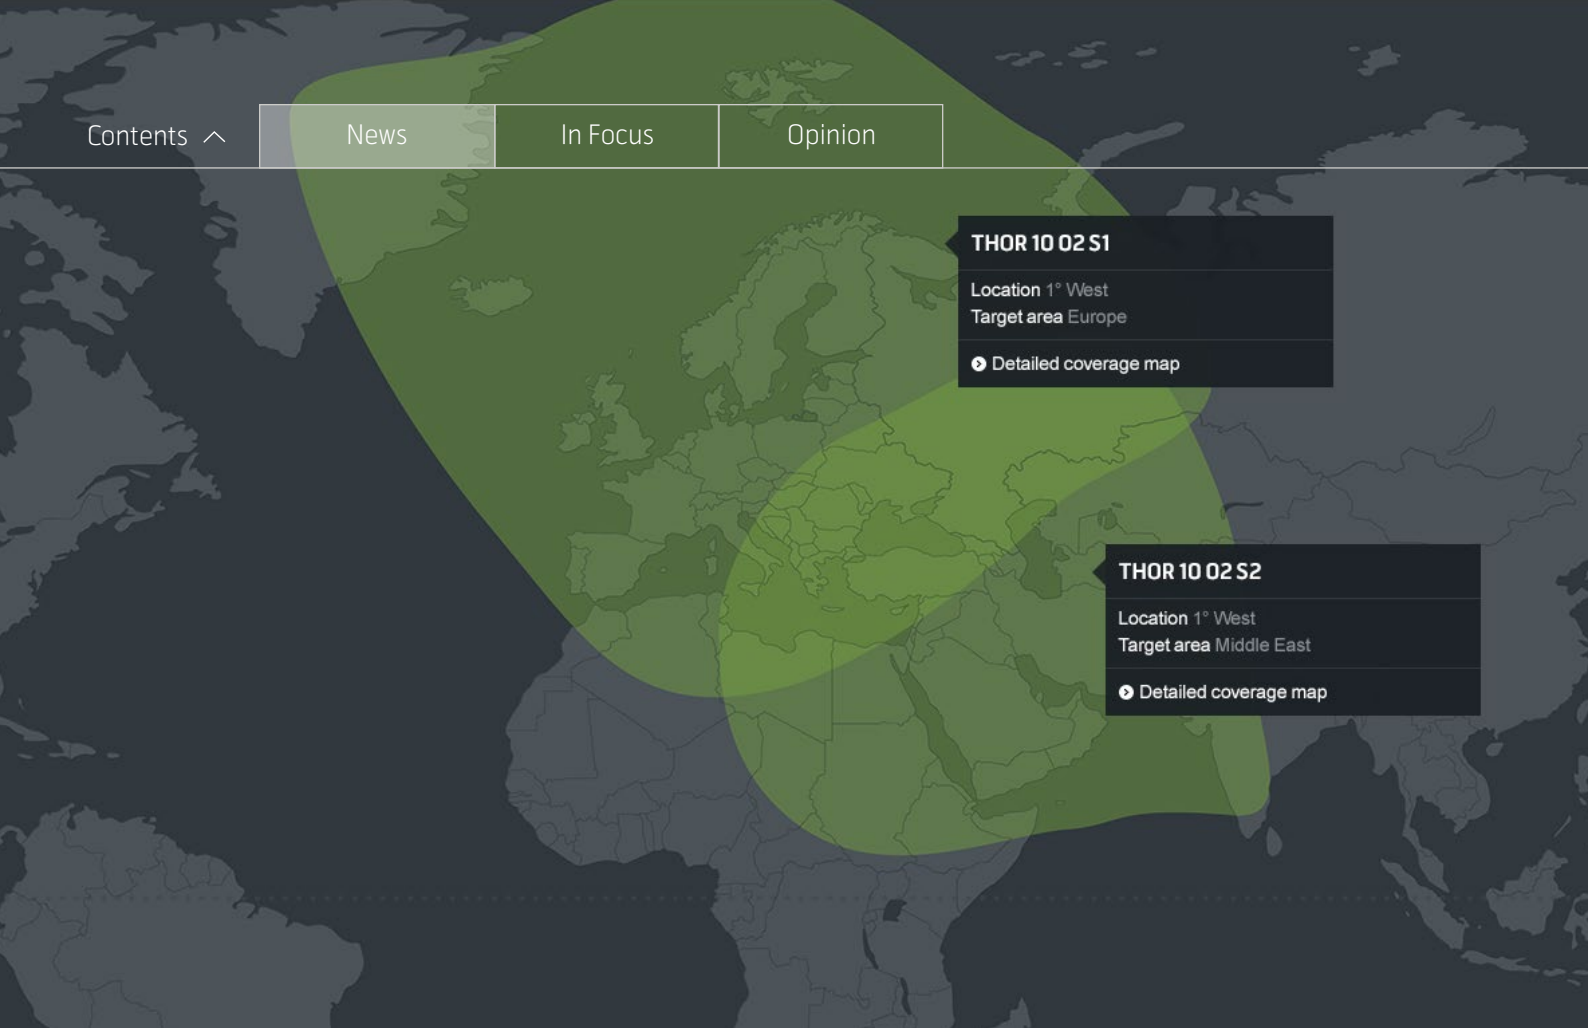 Contents
News
In Focus
Opinion
THOR 10 02 S1
Location 1° West
Target area Europe
Detailed coverage map
THOR 10 02 S2
Location 1° West
Target area Middle East
Detailed coverage map